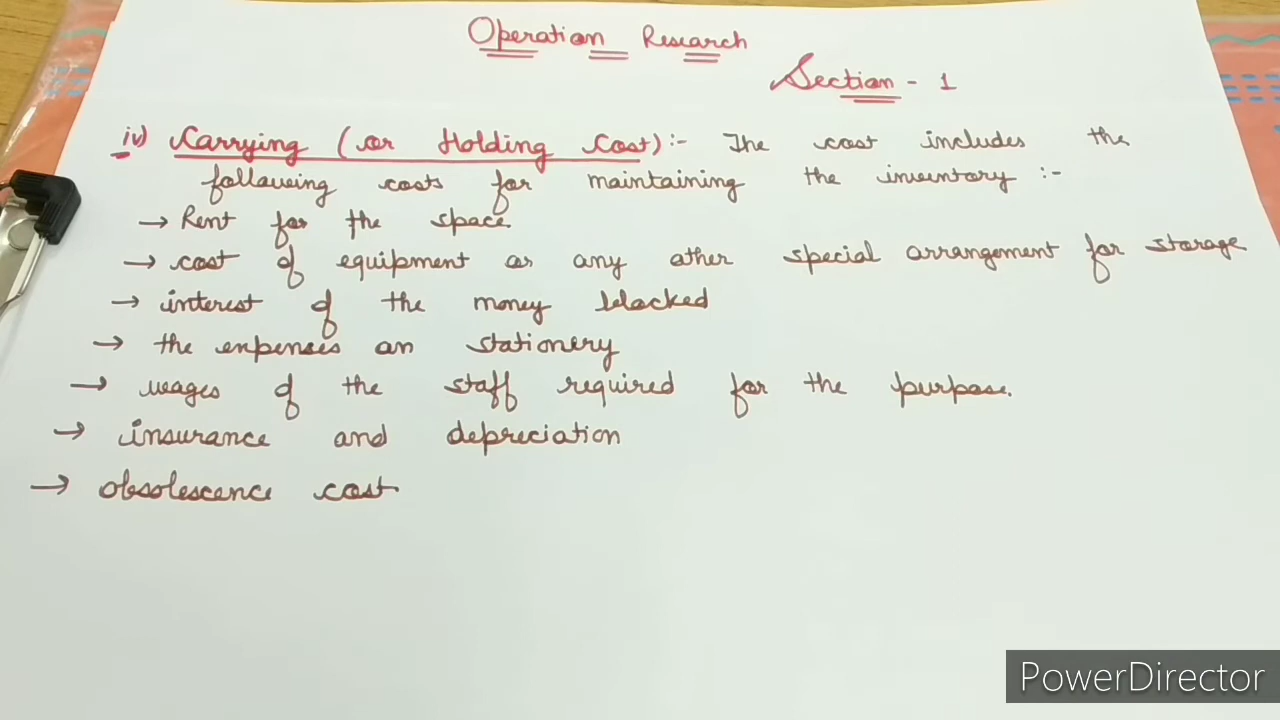 Operation Research
Section - 1
iv) Carrying (or Holding Cost) :- The cost includes the
following costs for maintaining the inventory :-
→ Rent for the space.
→ cost of equipment or any other special arrangement for storage
→ interest of the money blocked
→ the expenses on stationery
→ wages of the staff required for the purpose.
→ insurance and depreciation
→ obsolescence cost
PowerDirector